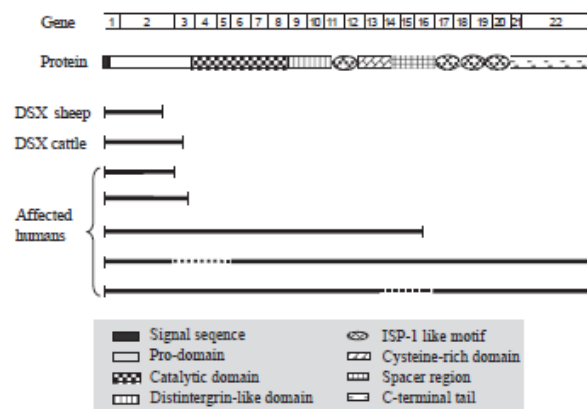 Gene 1 2 3 4 5 6 7 8 9 10 11 12 13 14 15 16 17 18 19 20 21 22
Protein
DSX sheep
DSX cattle
Affected
humans
Signal seqence
Pro-domain
Catalytic domain
Distintergrin-like domain
ISP-1 like motif
Cysteine-rich domain
Spacer region
C-terminal tail